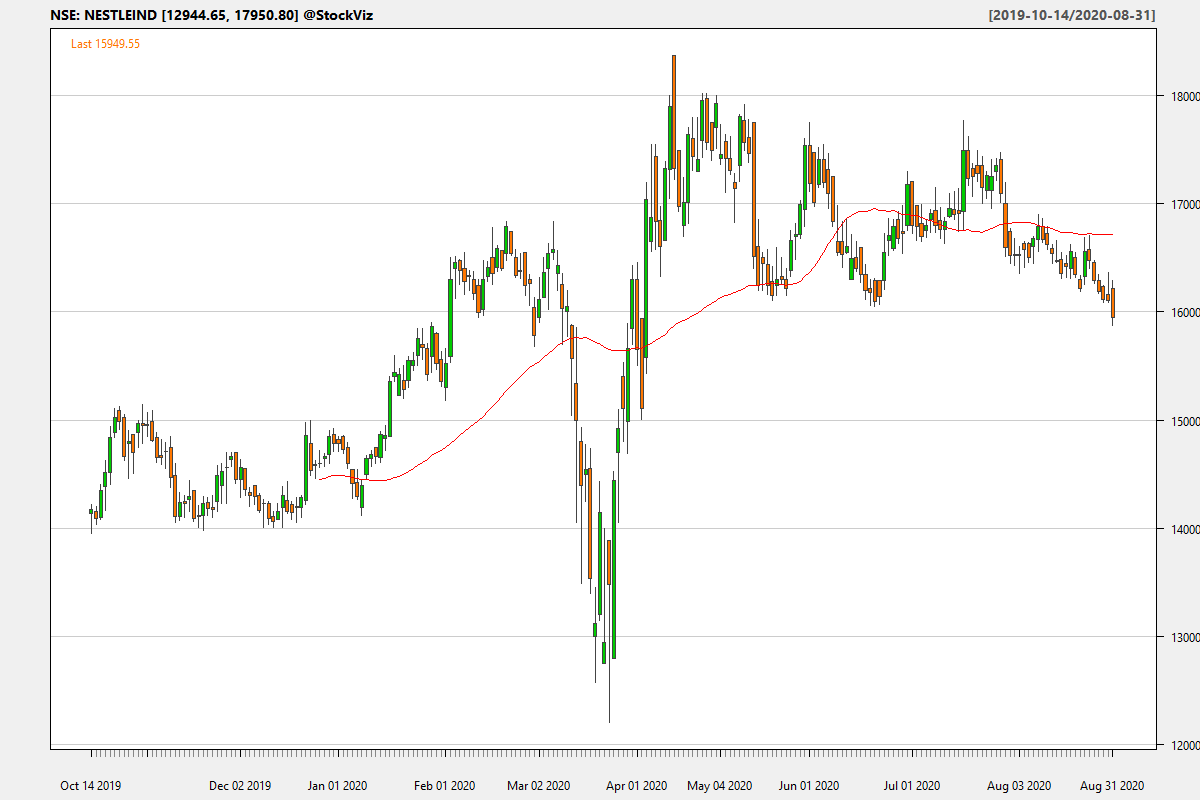 NSE: NESTLEIND [12944.65, 17950.80] @StockViz
[2019-10-14/2020-08-31]
Last 15949.55
18000
17000
16000
15000
14000
13000
12000
Oct 14 2019
Dec 02 2019
Jan 01 2020
Feb 01 2020
Mar 02 2020
Apr 01 2020
May 04 2020
Jun 01 2020
Jul 01 2020
Aug 03 2020
Aug 31 2020